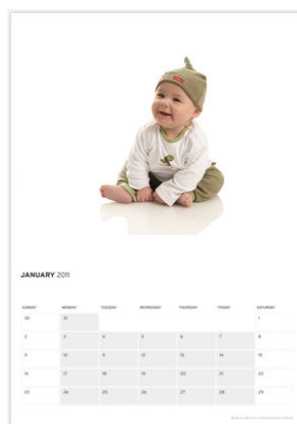 JANUARY 2011
SUNDAY MONDAY TUESDAY WEDNESDAY THURSDAY FRIDAY SATURDAY
30 31 1
2 3 4 5 6 7 8
9 10 11 12 13 14 15
16 17 18 19 20 21 22
23 24 25 26 27 28 29